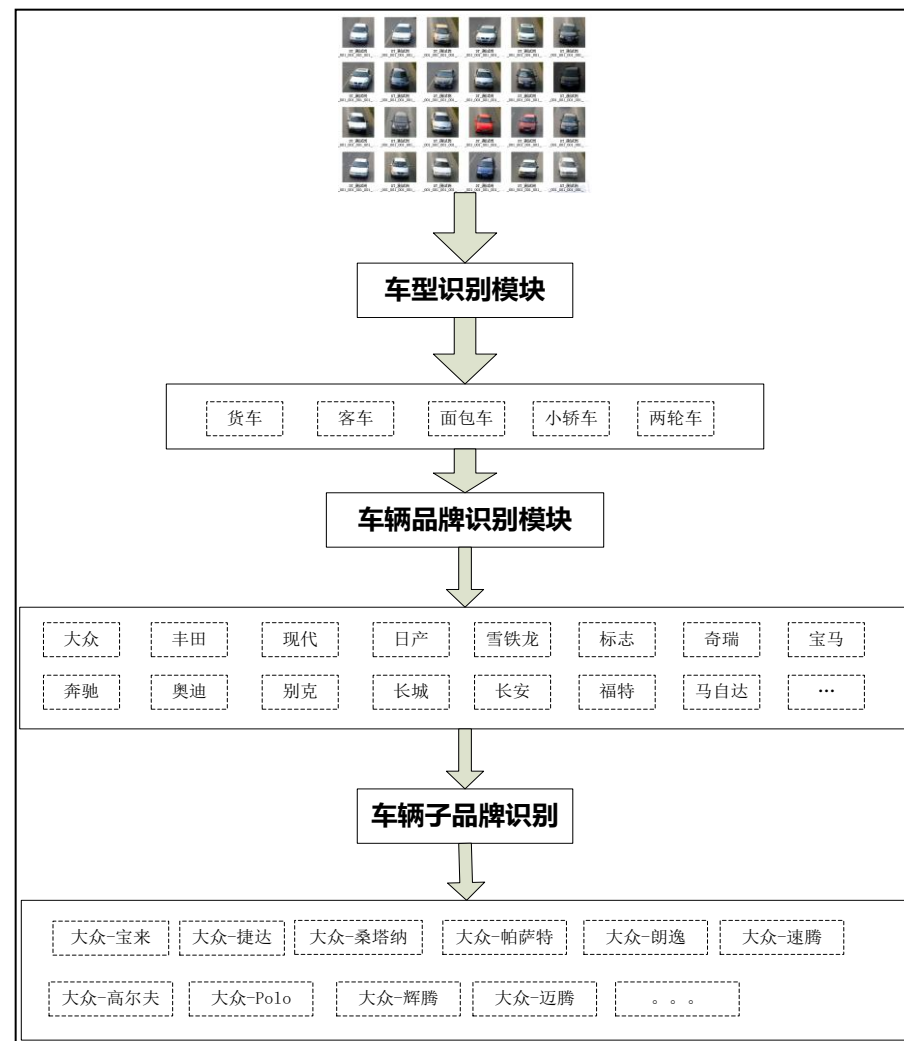 车型识别模块
货车 客车 面包车 小轿车 两轮车
车辆品牌识别模块
大众 丰田 现代 日产 雪铁龙 标志 奇瑞 宝马
奔驰 奥迪 别克 长城 长安 福特 马自达 …
车辆子品牌识别
大众-宝来 大众-捷达 大众-桑塔纳 大众-帕萨特 大众-朗逸 大众-速腾
大众-高尔夫 大众-Polo 大众-辉腾 大众-迈腾 。。。